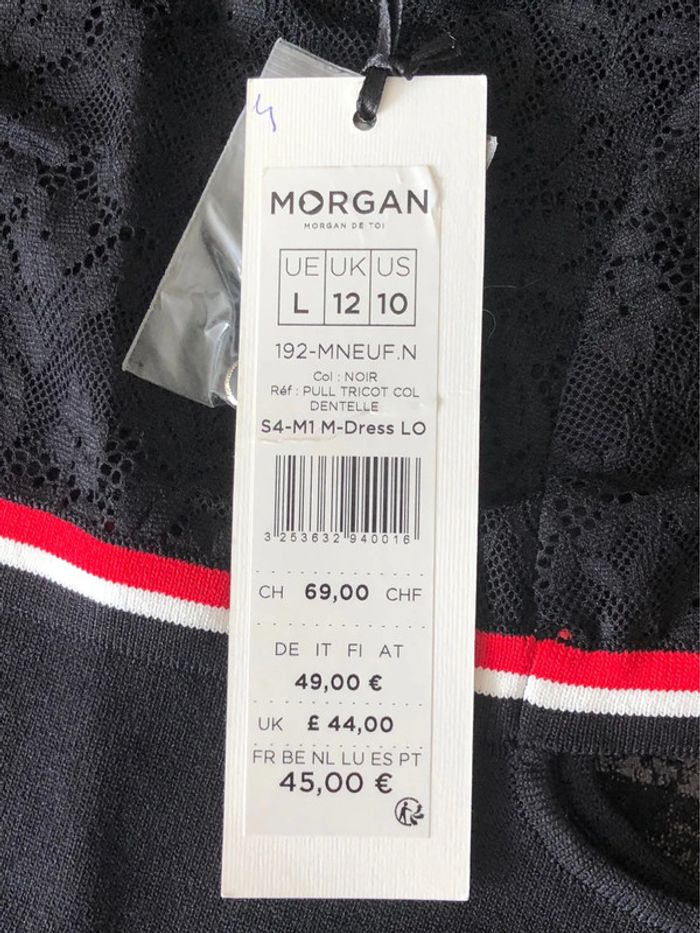 MORGAN
MORGAN DE TOI
UE UK US
L 12 10
192-MNEUF.N
Col : NOIR
Réf : PULL TRICOT COL
DENTELLE
S4-M1 M-Dress LO
3 253632 940016
CH 69,00 CHF
DE IT FI AT
49,00 €
UK £ 44,00
FR BE NL LU ES PT
45,00 €